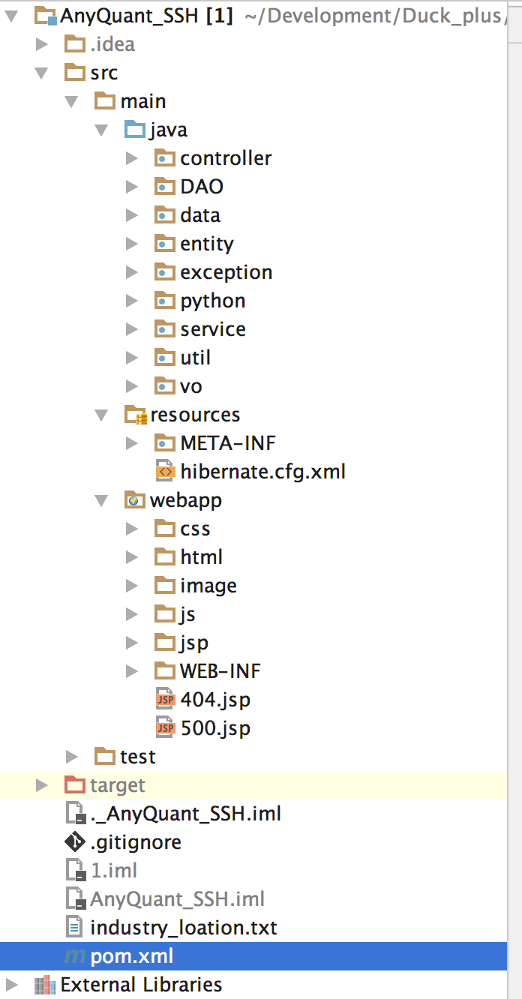 AnyQuant_SSH [1] ~/Development/Duck_plus/
.idea
src
main
java
controller
DAO
data
entity
exception
python
service
util
vo
resources
META-INF
hibernate.cfg.xml
webapp
css
html
image
js
jsp
WEB-INF
JSP 404.jsp
JSP 500.jsp
test
target
._AnyQuant_SSH.iml
.gitignore
1.iml
AnyQuant_SSH.iml
industry_loation.txt
m pom.xml
External Libraries